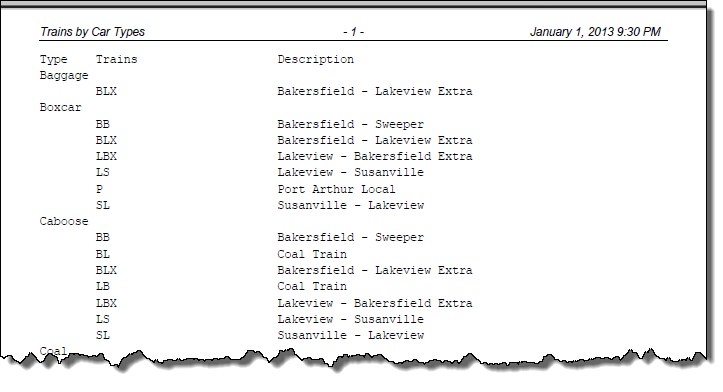 Trains by Car Types - 1 - January 1, 2013 9:30 PM
Type Trains Description
Baggage
BLX Bakersfield - Lakeview Extra
Boxcar
BB Bakersfield - Sweeper
BLX Bakersfield - Lakeview Extra
LBX Lakeview - Bakersfield Extra
LS Lakeview - Susanville
P Port Arthur Local
SL Susanville - Lakeview
Caboose
BB Bakersfield - Sweeper
BL Coal Train
BLX Bakersfield - Lakeview Extra
LB Coal Train
LBX Lakeview - Bakersfield Extra
LS Lakeview - Susanville
SL Susanville - Lakeview
Coal